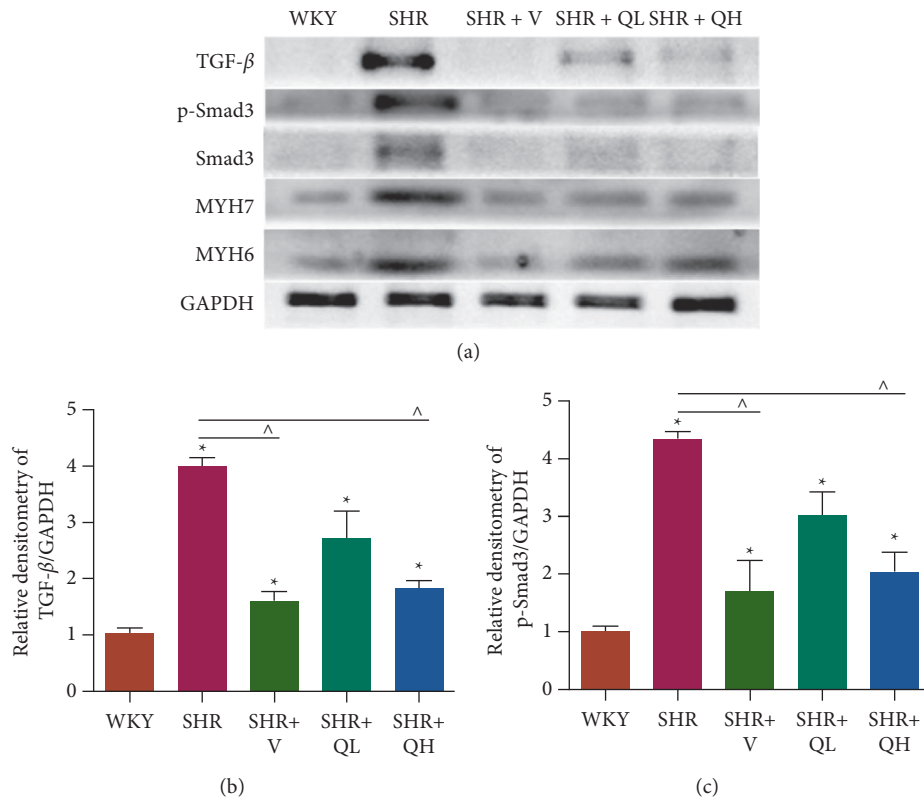 WKY SHR SHR + V SHR + QL SHR + QH
TGF-β
p-Smad3
Smad3
MYH7
MYH6
GAPDH
(a)
Relative densitometry of
TGF-β/GAPDH
5
4
3
2
1
0
^
^
*
*
*
*
WKY SHR SHR+ SHR+ SHR+
V QL QH
(b)
Relative densitometry of
p-Smad3/GAPDH
5
4
3
2
1
0
^
^
*
*
*
*
WKY SHR SHR+ SHR+ SHR+
V QL QH
(c)